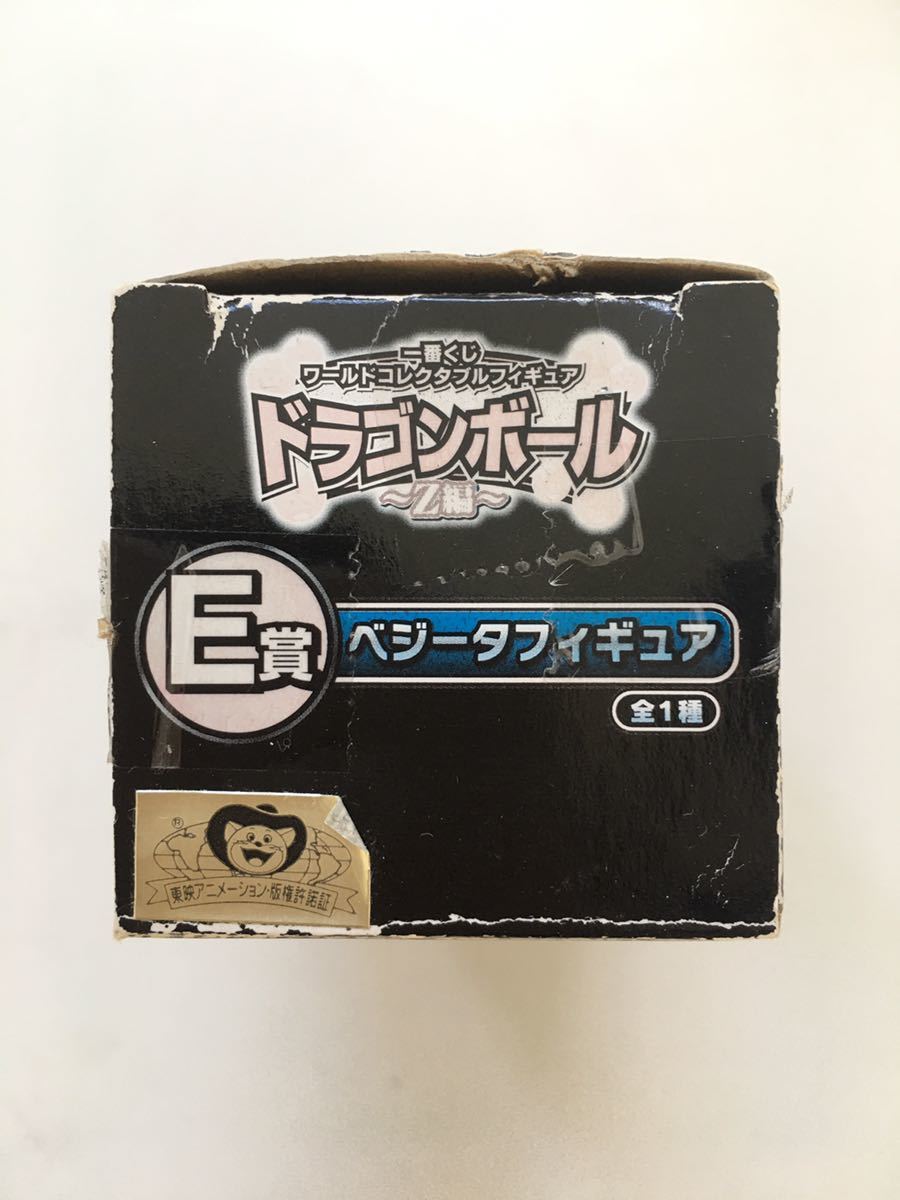 一番くじ
ワールドコレクタブルフィギュア
ドラゴンボール
～Z編～
E賞
ベジータフィギュア
全1種
東映アニメーション・版権許諾証